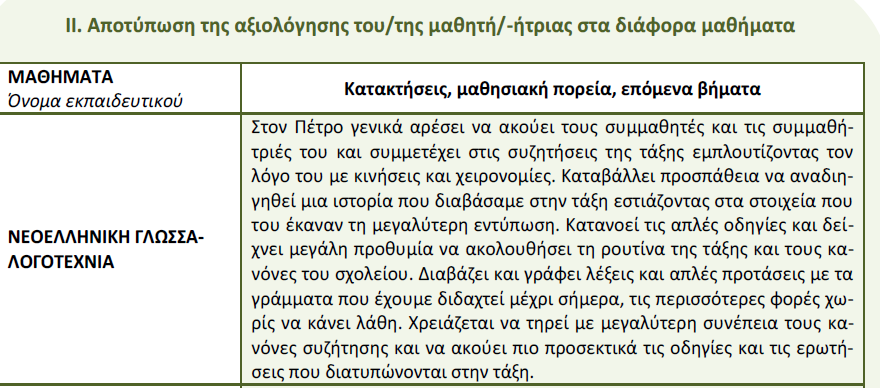 II. Αποτύπωση της αξιολόγησης του/της μαθητή/-ήτριας στα διάφορα μαθήματα
ΜΑΘΗΜΑΤΑ
Όνομα εκπαιδευτικού
Κατακτήσεις, μαθησιακή πορεία, επόμενα βήματα
ΝΕΟΕΛΛΗΝΙΚΗ ΓΛΩΣΣΑ-
ΛΟΓΟΤΕΧΝΙΑ
Στον Πέτρο γενικά αρέσει να ακούει τους συμμαθητές και τις συμμαθή-
τριές του και συμμετέχει στις συζητήσεις της τάξης εμπλουτίζοντας τον
λόγο του με κινήσεις και χειρονομίες. Καταβάλλει προσπάθεια να αναδιη-
γηθεί μια ιστορία που διαβάσαμε στην τάξη εστιάζοντας στα στοιχεία που
του έκαναν τη μεγαλύτερη εντύπωση. Κατανοεί τις απλές οδηγίες και δεί-
χνει μεγάλη προθυμία να ακολουθήσει τη ρουτίνα της τάξης και τους κα-
νόνες του σχολείου. Διαβάζει και γράφει λέξεις και απλές προτάσεις με τα
γράμματα που έχουμε διδαχτεί μέχρι σήμερα, τις περισσότερες φορές χω-
ρίς να κάνει λάθη. Χρειάζεται να τηρεί με μεγαλύτερη συνέπεια τους κα-
νόνες συζήτησης και να ακούει πιο προσεκτικά τις οδηγίες και τις ερωτή-
σεις που διατυπώνονται στην τάξη.